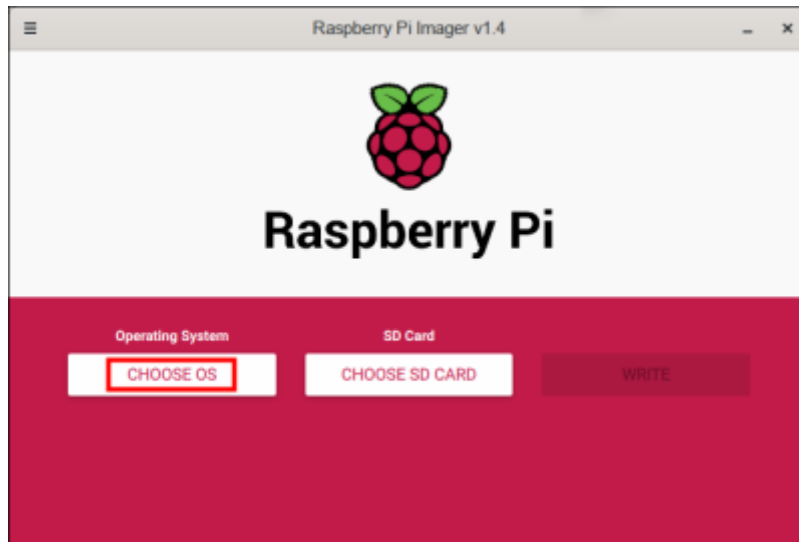 Raspberry Pi Imager v1.4
Raspberry Pi
Operating System
SD Card
CHOOSE OS
CHOOSE SD CARD
WRITE